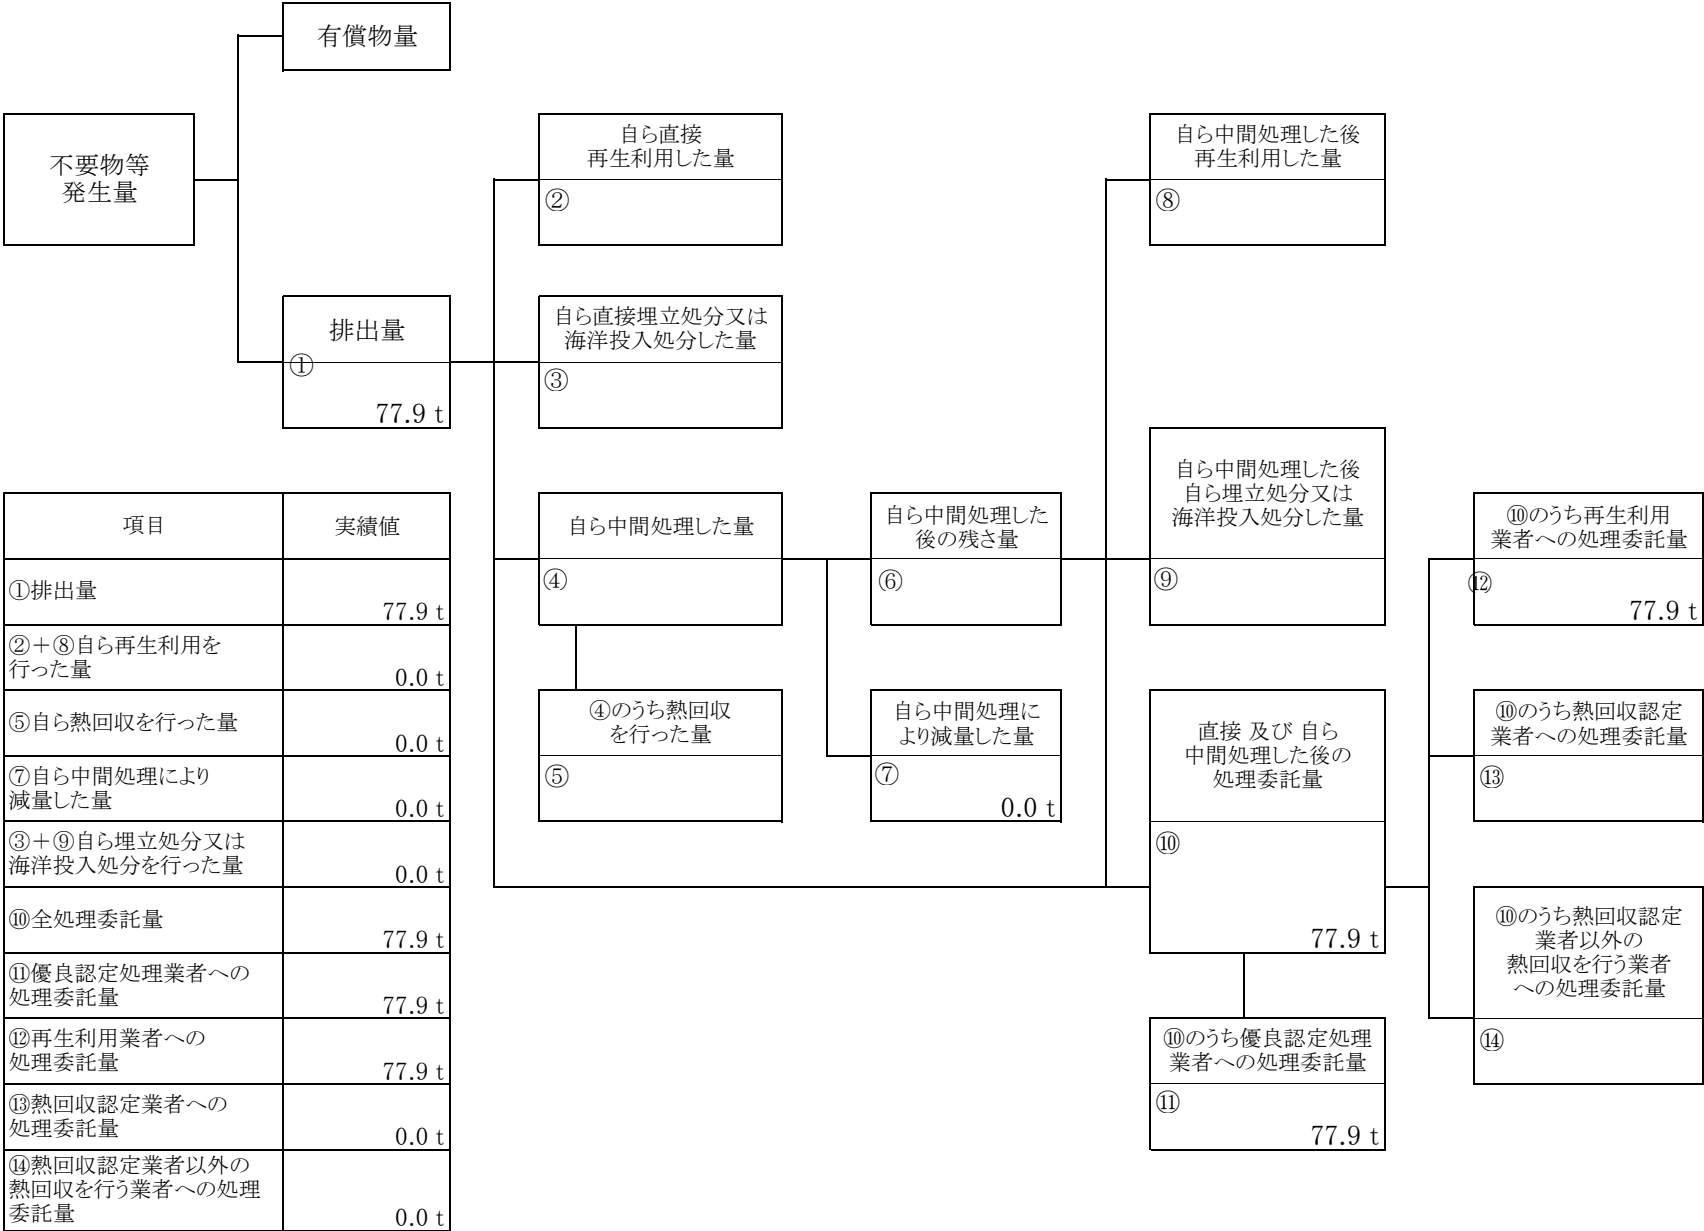 有償物量
不要物等
発生量
自ら直接
再生利用した量
②
自ら中間処理した後
再生利用した量
⑧
排出量
①
77.9 t
自ら直接埋立処分又は
海洋投入処分した量
③
自ら中間処理した量
④
自ら中間処理した
後の残さ量
⑥
自ら中間処理した後
自ら埋立処分又は
海洋投入処分した量
⑨
⑩のうち再生利用
業者への処理委託量
⑫
77.9 t
④のうち熱回収
を行った量
⑤
自ら中間処理に
より減量した量
⑦
0.0 t
直接 及び 自ら
中間処理した後の
処理委託量
⑩
77.9 t
⑩のうち熱回収認定
業者への処理委託量
⑬
⑩のうち熱回収認定
業者以外の
熱回収を行う業者
への処理委託量
⑭
⑩のうち優良認定処理
業者への処理委託量
⑪
77.9 t
項目 実績値
①排出量
77.9 t
②＋⑧自ら再生利用を
行った量
0.0 t
⑤自ら熱回収を行った量
0.0 t
⑦自ら中間処理により
減量した量
0.0 t
③＋⑨自ら埋立処分又は
海洋投入処分を行った量
0.0 t
⑩全処理委託量
77.9 t
⑪優良認定処理業者への
処理委託量
77.9 t
⑫再生利用業者への
処理委託量
77.9 t
⑬熱回収認定業者への
処理委託量
0.0 t
⑭熱回収認定業者以外の
熱回収を行う業者への処理
委託量
0.0 t